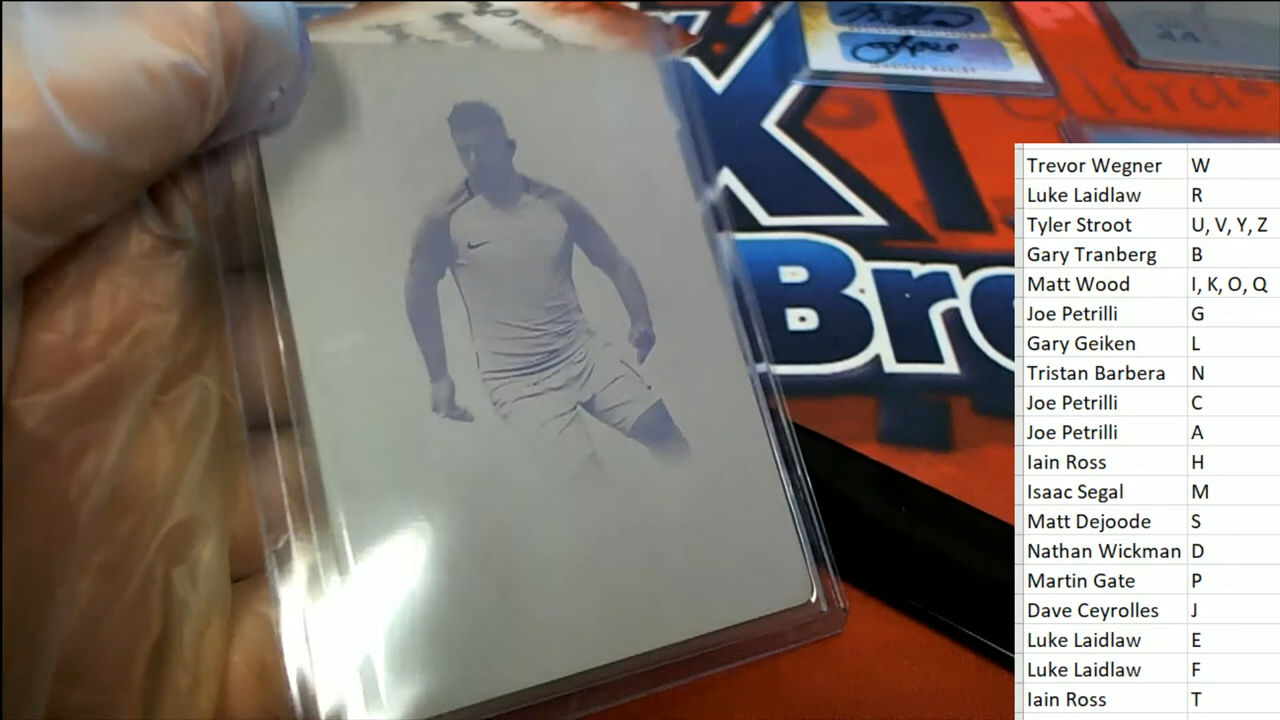 44
Trevor Wegner W
Luke Laidlaw R
Tyler Stroot U, V, Y, Z
Gary Tranberg B
Matt Wood I, K, O, Q
Joe Petrilli G
Gary Geiken L
Tristan Barbera N
Joe Petrilli C
Joe Petrilli A
Iain Ross H
Isaac Segal M
Matt Dejoode S
Nathan Wickman D
Martin Gate P
Dave Ceyrolles J
Luke Laidlaw E
Luke Laidlaw F
Iain Ross T